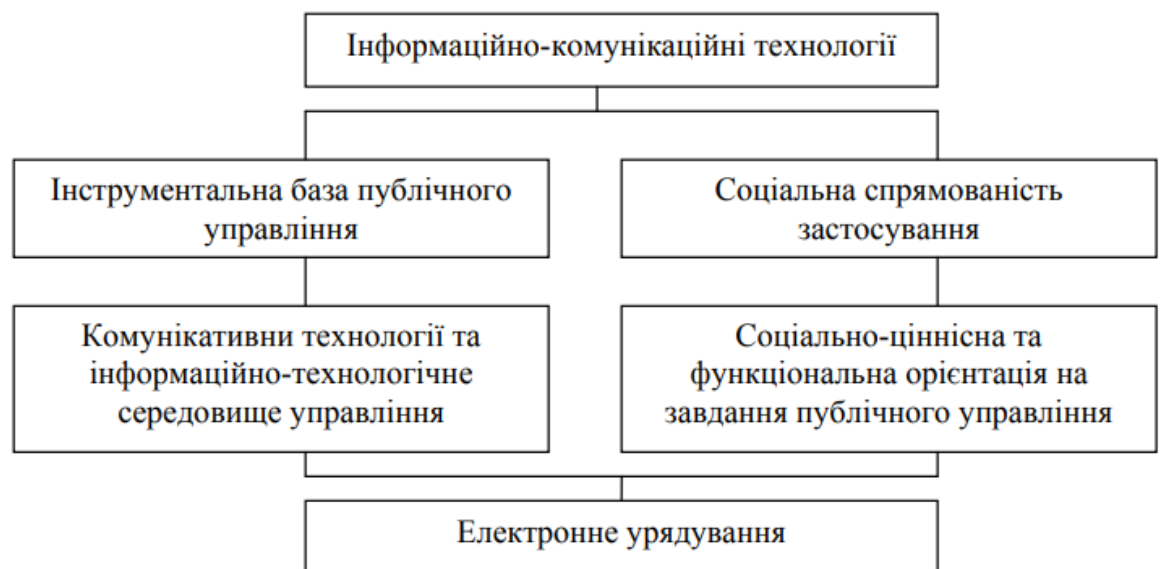 Інформаційно-комунікаційні технології
Інструментальна база публічного
управління
Соціальна спрямованість
застосування
Комунікативни технології та
інформаційно-технологічне
середовище управління
Соціально-ціннісна та
функціональна орієнтація на
завдання публічного управління
Електронне урядування